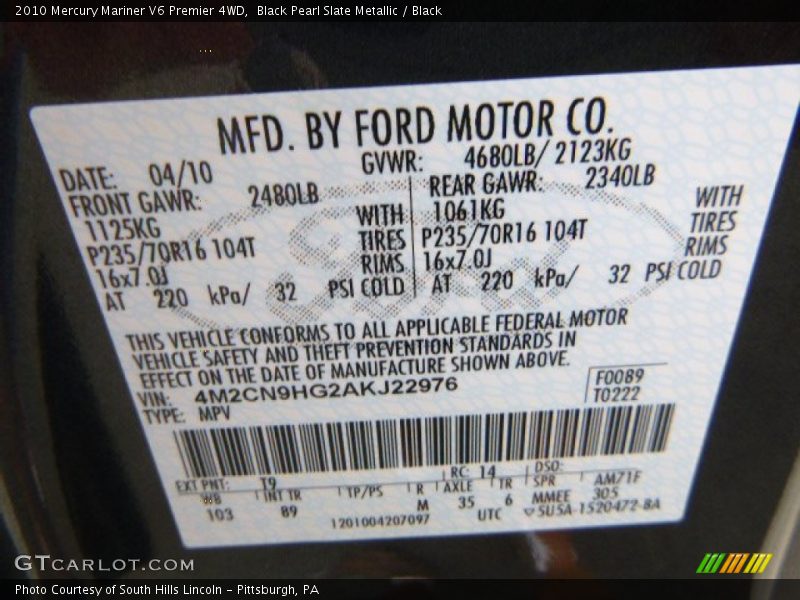 2010 Mercury Mariner V6 Premier 4WD,  Black Pearl Slate Metallic / Black
MFD. BY FORD MOTOR CO.
DATE: 04/10 GVWR: 4680LB/ 2123KG
FRONT GAWR: 2480LB REAR GAWR: 2340LB
1125KG WITH 1061KG WITH
P235/70R16 104T TIRES P235/70R16 104T TIRES
16x7.0J RIMS 16x7.0J RIMS
AT 220 kPa/ 32 PSI COLD AT 220 kPa/ 32 PSI COLD
Ford
THIS VEHICLE CONFORMS TO ALL APPLICABLE FEDERAL MOTOR
VEHICLE SAFETY AND THEFT PREVENTION STANDARDS IN
EFFECT ON THE DATE OF MANUFACTURE SHOWN ABOVE.
VIN: 4M2CN9HG2AKJ22976 F0089
TYPE: MPV T0222
EXT PNT: T9 RC: 14 DSO:
WB INT TR TP/PS R AXLE TR SPR AM71F
103 89 M 35 6 MMEE 305
1201004207097 UTC 5U5A-1520472-BA
GTCARLOT.COM
Photo Courtesy of South Hills Lincoln - Pittsburgh, PA